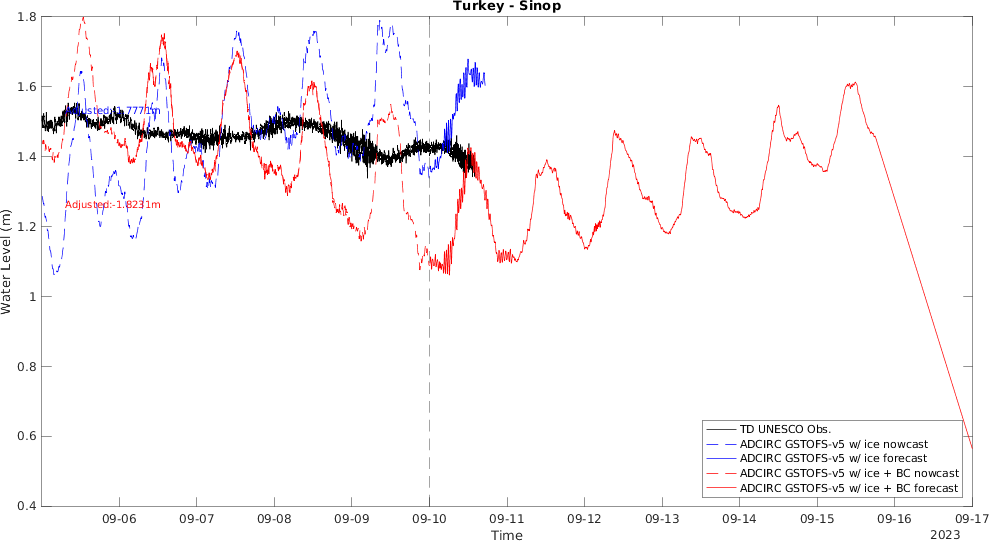 Turkey - Sinop
Water Level (m)
1.8
1.6
1.4
1.2
1
0.8
0.6
0.4
Adjusted:-1.7771m
Adjusted:-1.8231m
TD UNESCO Obs.
ADCIRC GSTOFS-v5 w/ ice nowcast
ADCIRC GSTOFS-v5 w/ ice forecast
ADCIRC GSTOFS-v5 w/ ice + BC nowcast
ADCIRC GSTOFS-v5 w/ ice + BC forecast
09-06 09-07 09-08 09-09 09-10 09-11 09-12 09-13 09-14 09-15 09-16 09-17
Time
2023